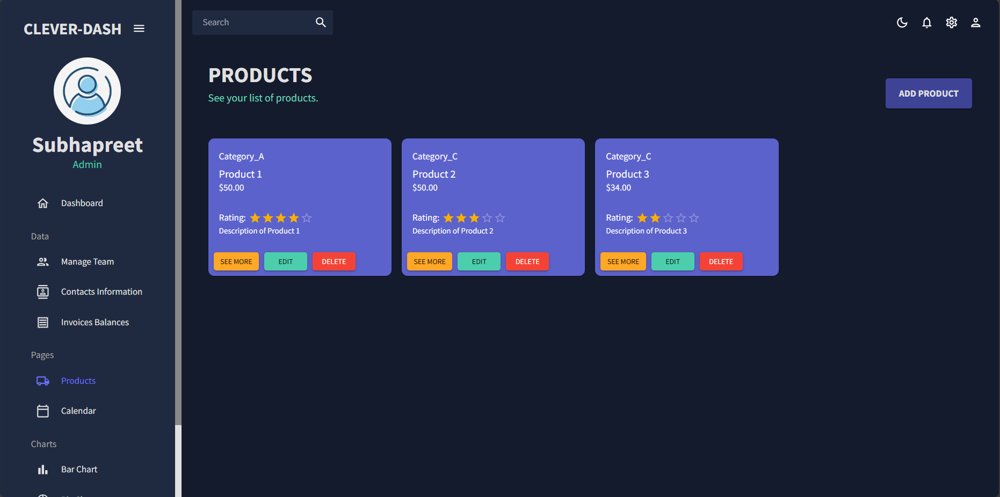 CLEVER-DASH
Subhapreet
Admin
Dashboard
Data
Manage Team
Contacts Information
Invoices Balances
Pages
Products
Calendar
Charts
Bar Chart
Search
PRODUCTS
See your list of products.
ADD PRODUCT
Category_A
Product 1
$50.00
Rating:
Description of Product 1
SEE MORE EDIT DELETE
Category_C
Product 2
$50.00
Rating:
Description of Product 2
SEE MORE EDIT DELETE
Category_C
Product 3
$34.00
Rating:
Description of Product 3
SEE MORE EDIT DELETE